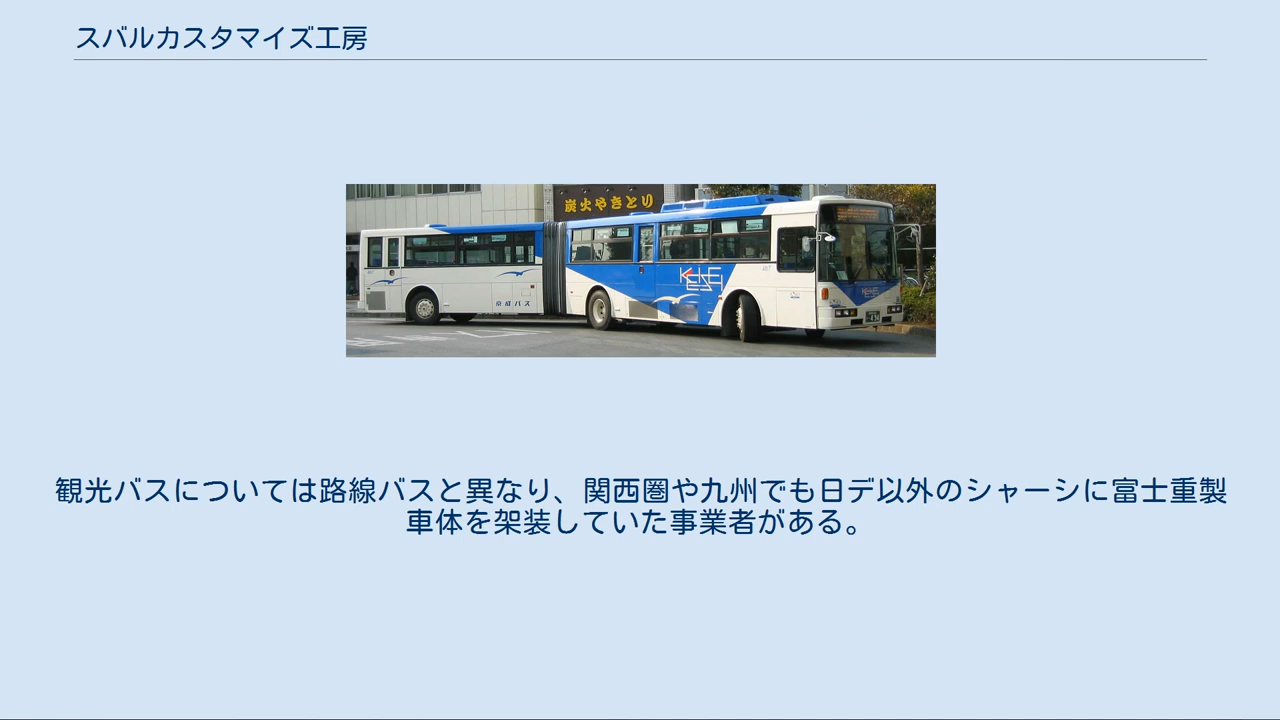 スバルカスタマイズ工房
炭火やきとり
KEISEI
KEISEI
京成バス
観光バスについては路線バスと異なり、関西圏や九州でも日デ以外のシャーシに富士重製
車体を架装していた事業者がある。